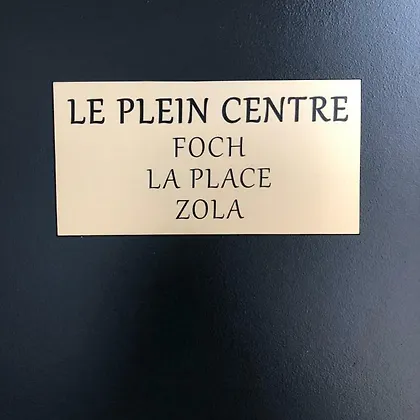 LE PLEIN CENTRE
FOCH
LA PLACE
ZOLA